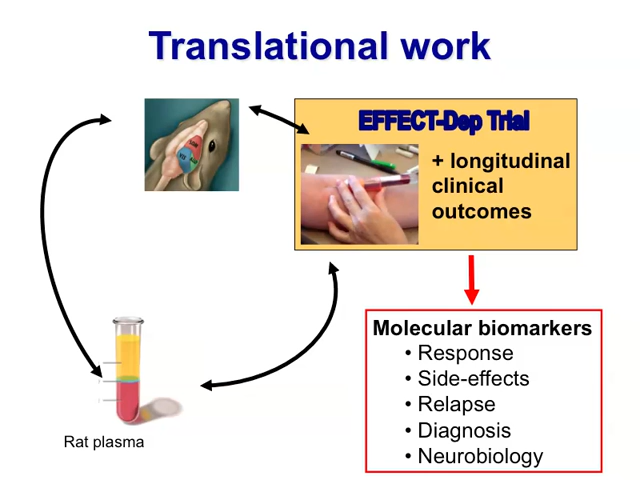 Translational work
EFFECT-Dep Trial
+ longitudinal
clinical
outcomes
Molecular biomarkers
• Response
• Side-effects
• Relapse
• Diagnosis
• Neurobiology
Rat plasma